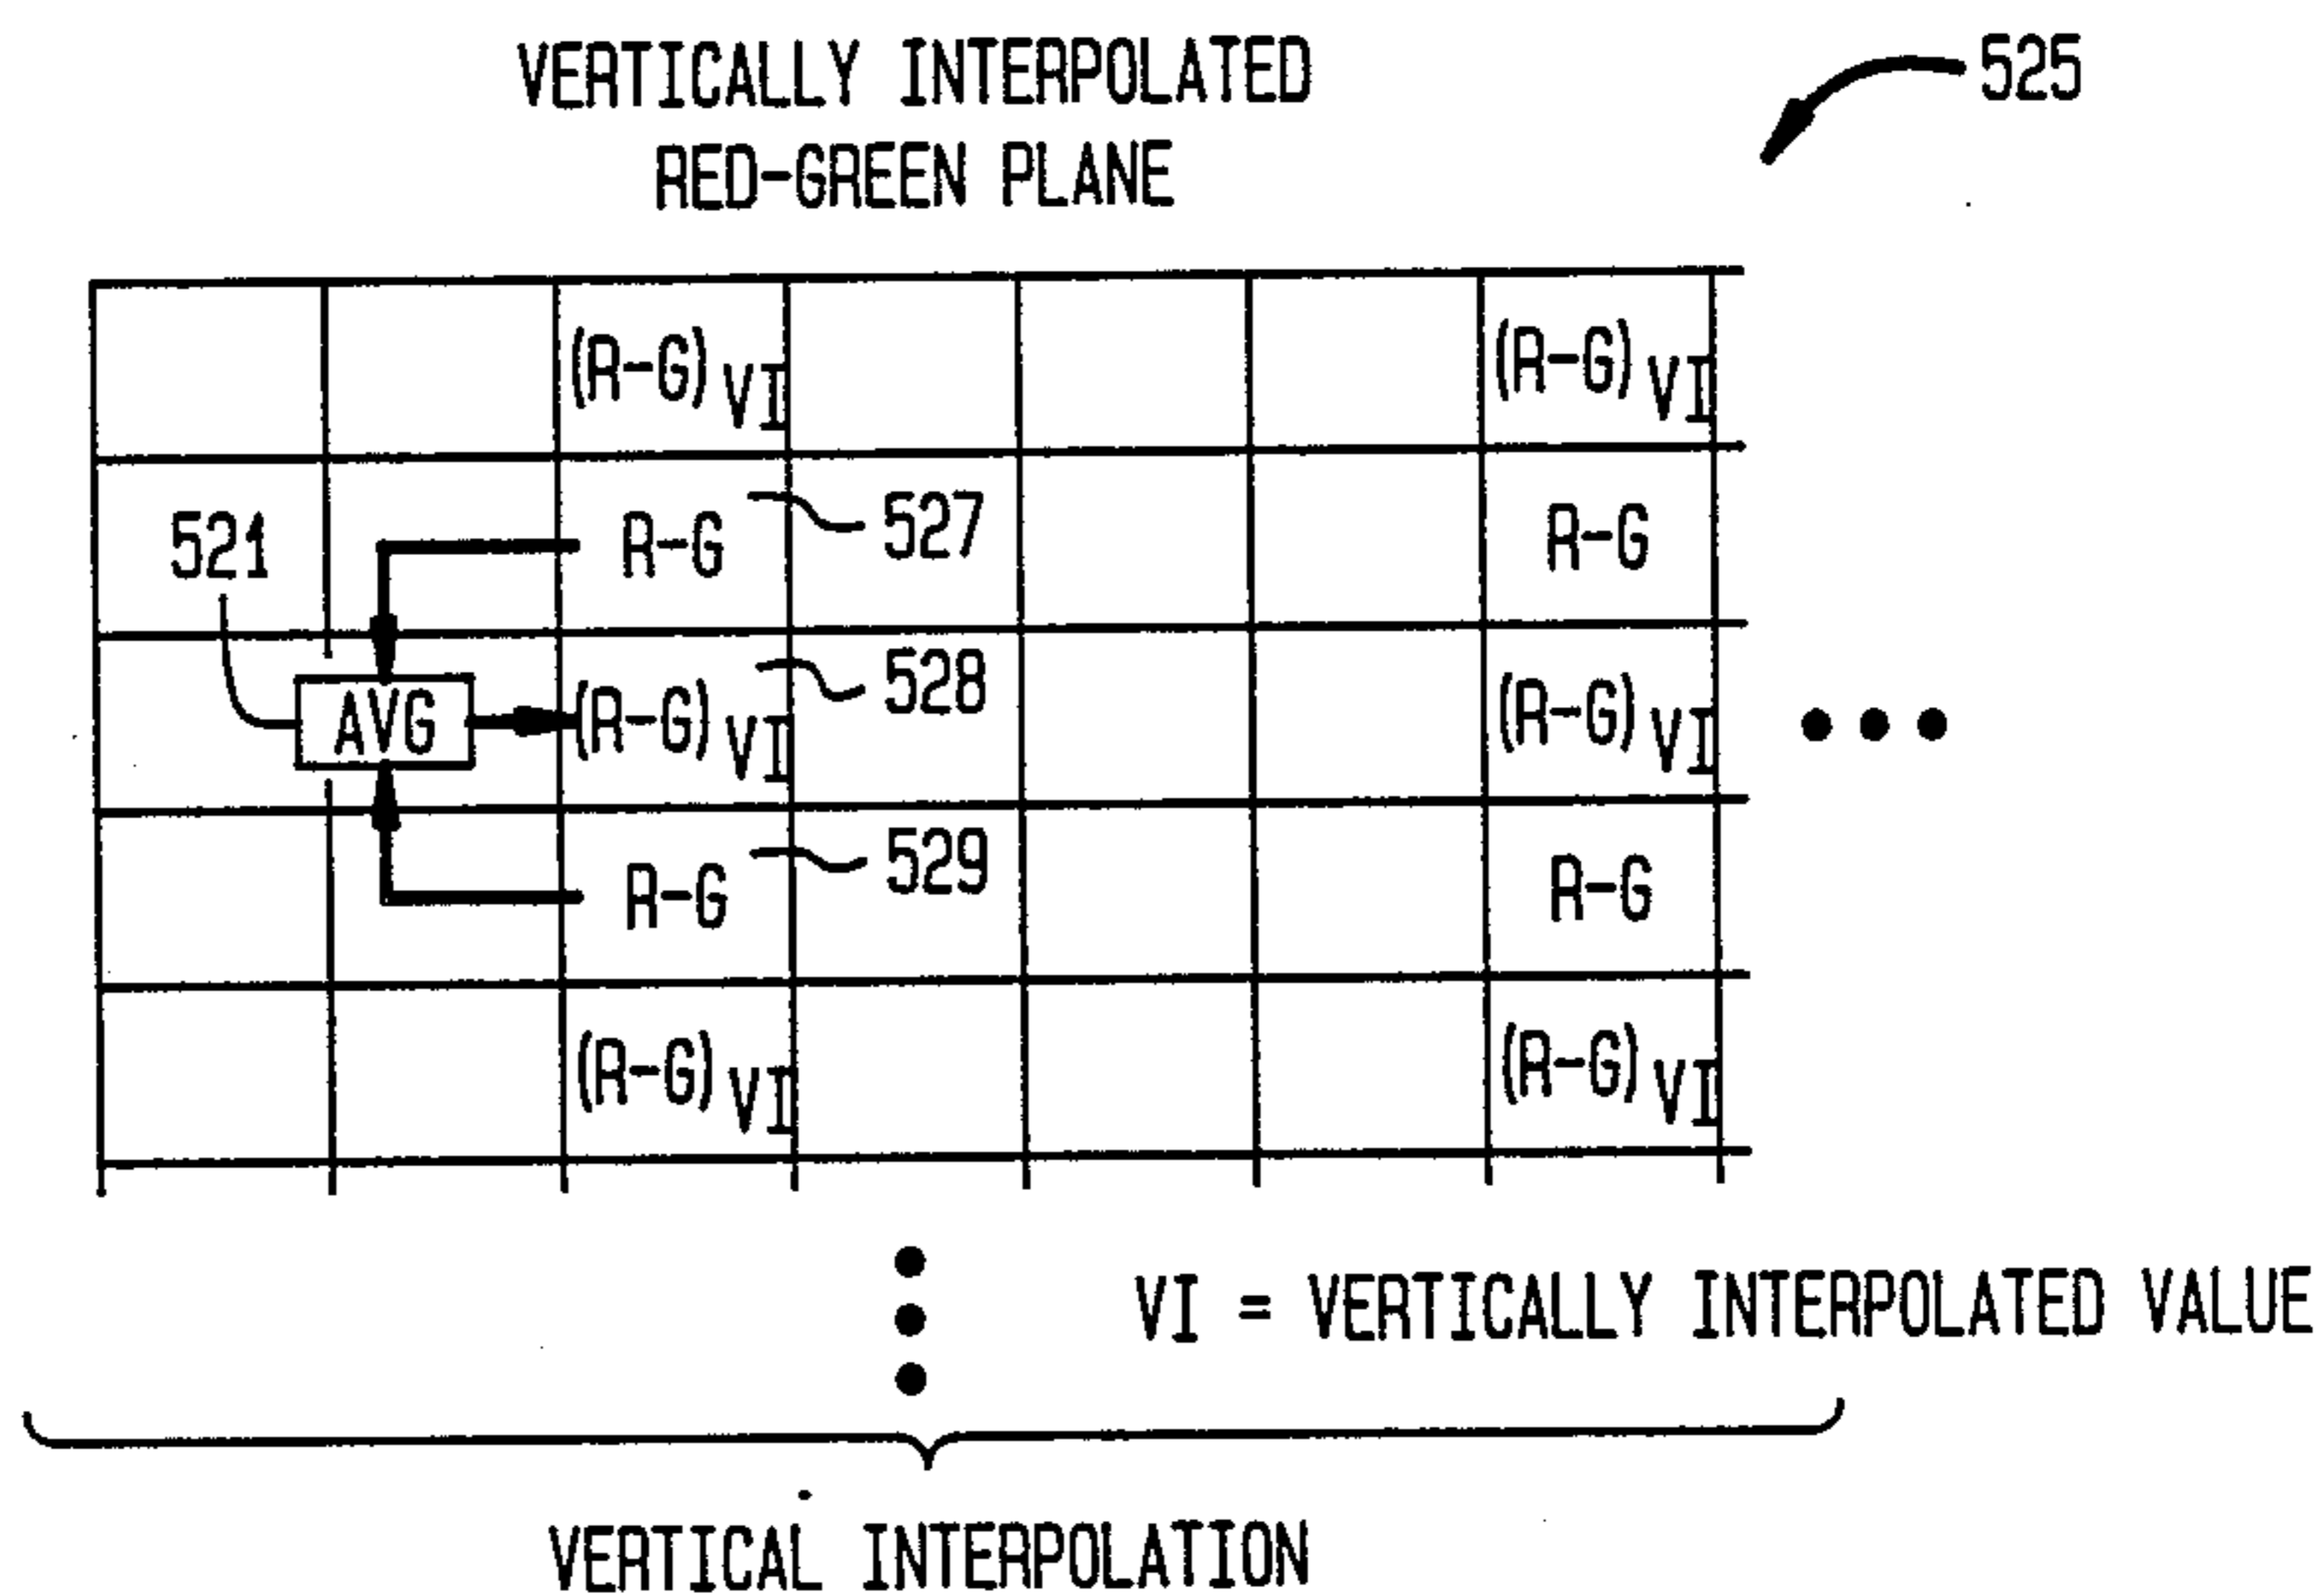 VERTICALLY INTERPOLATED
RED-GREEN PLANE
525
(R-G)VI (R-G)VI
521 R-G 527 R-G
AVG (R-G)VI 528 (R-G)VI
R-G 529 R-G
(R-G)VI (R-G)VI
VI = VERTICALLY INTERPOLATED VALUE
VERTICAL INTERPOLATION